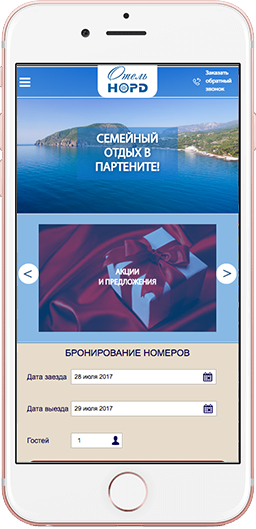 Отель
НОРД
Заказать
обратный
звонок
СЕМЕЙНЫЙ
ОТДЫХ В
ПАРТЕНИТЕ!
<
АКЦИИ
И ПРЕДЛОЖЕНИЯ
>
БРОНИРОВАНИЕ НОМЕРОВ
Дата заезда 28 июля 2017
Дата выезда 29 июля 2017
Гостей 1